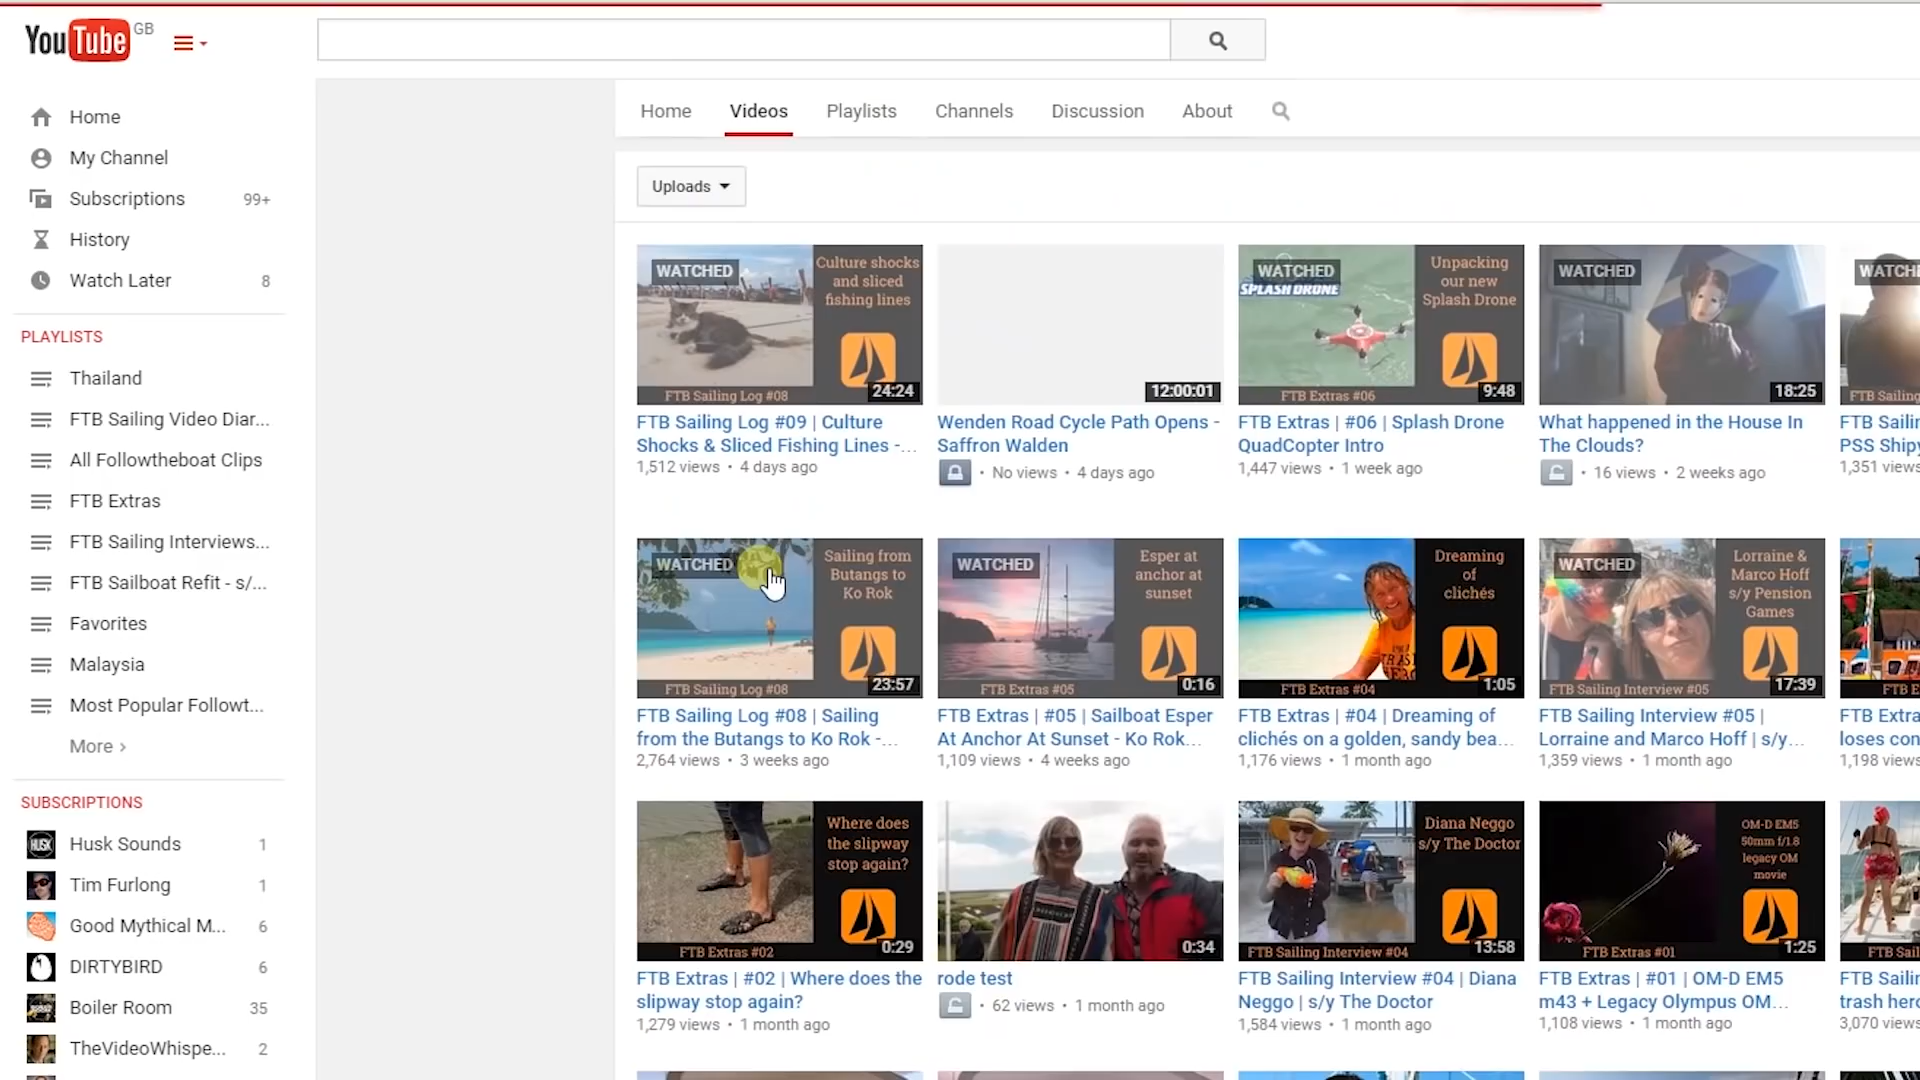 YouTube GB
Home
My Channel
Subscriptions 99+
History
Watch Later 8
PLAYLISTS
Thailand
FTB Sailing Video Diar...
All Followtheboat Clips
FTB Extras
FTB Sailing Interviews...
FTB Sailboat Refit - s/...
Favorites
Malaysia
Most Popular Followt...
More ›
SUBSCRIPTIONS
Husk Sounds 1
Tim Furlong 1
Good Mythical M... 6
DIRTYBIRD 6
Boiler Room 35
TheVideoWhispe... 2
Home Videos Playlists Channels Discussion About
Uploads
WATCHED
Culture shocks
and sliced
fishing lines
FTB Sailing Log #08
24:24
FTB Sailing Log #09 | Culture
Shocks & Sliced Fishing Lines -...
1,512 views • 4 days ago
12:00:01
Wenden Road Cycle Path Opens -
Saffron Walden
• No views • 4 days ago
WATCHED
SPLASH DRONE
Unpacking
our new
Splash Drone
FTB Extras #06
9:48
FTB Extras | #06 | Splash Drone
QuadCopter Intro
1,447 views • 1 week ago
WATCHED
18:25
What happened in the House In
The Clouds?
• 16 views • 2 weeks ago
WATCH
FTB Sailing
FTB Sailin
PSS Shipy
1,351 views
WATCHED
Sailing from
Butangs to
Ko Rok
FTB Sailing Log #08
23:57
FTB Sailing Log #08 | Sailing
from the Butangs to Ko Rok -...
2,764 views • 3 weeks ago
WATCHED
Esper at
anchor at
sunset
FTB Extras #05
0:16
FTB Extras | #05 | Sailboat Esper
At Anchor At Sunset - Ko Rok...
1,109 views • 4 weeks ago
Dreaming
of
clichés
FTB Extras #04
1:05
FTB Extras | #04 | Dreaming of
clichés on a golden, sandy bea...
1,176 views • 1 month ago
WATCHED
Lorraine &
Marco Hoff
s/y Pension
Games
FTB Sailing Interview #05
17:39
FTB Sailing Interview #05 |
Lorraine and Marco Hoff | s/y...
1,359 views • 1 month ago
FTB E
FTB Extra
loses con
1,198 views
Where does
the slipway
stop again?
FTB Extras #02
0:29
FTB Extras | #02 | Where does the
slipway stop again?
1,279 views • 1 month ago
0:34
rode test
• 62 views • 1 month ago
Diana Neggo
s/y The Doctor
FTB Sailing Interview #04
13:58
FTB Sailing Interview #04 | Diana
Neggo | s/y The Doctor
1,584 views • 1 month ago
OM-D EM5
50mm f/1.8
legacy OM
movie
FTB Extras #01
1:25
FTB Extras | #01 | OM-D EM5
m43 + Legacy Olympus OM...
1,108 views • 1 month ago
FTB Sail
FTB Sailin
trash hero
3,070 views